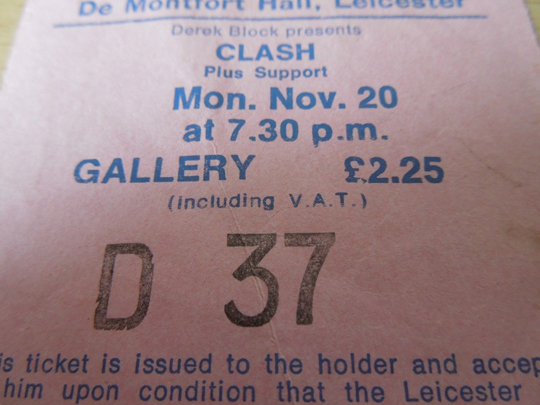 De Montfort Hall, Leicester
Derek Block presents
CLASH
Plus Support
Mon. Nov. 20
at 7.30 p.m.
GALLERY £2.25
(including V.A.T.)
D 37
is ticket is issued to the holder and accep
him upon condition that the Leicester